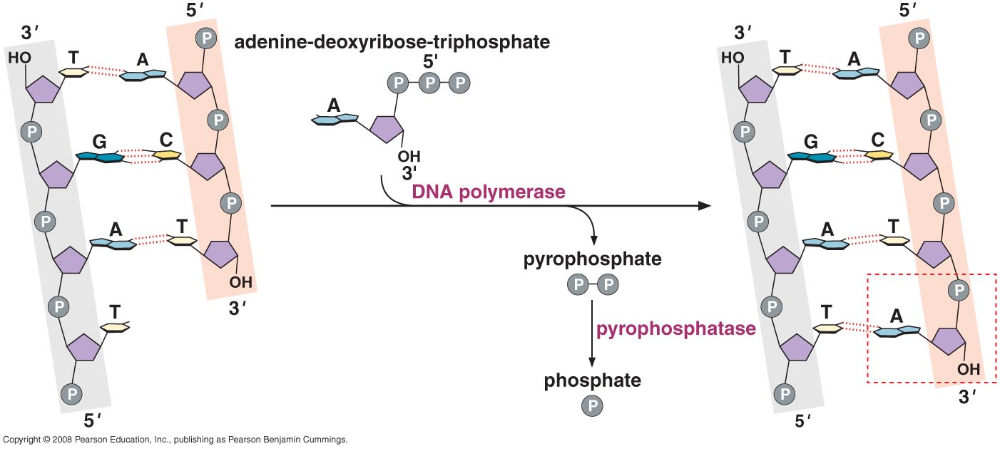 3′
5′
HO
T
A
P
P
P
G
C
P
P
A
T
OH
3′
P
T
P
5′
adenine-deoxyribose-triphosphate
5'
P P P
A
OH
3'
DNA polymerase
pyrophosphate
P P
pyrophosphatase
phosphate
P
3′
5′
HO
T
A
P
P
P
G
C
P
P
A
T
P
P
T
A
OH
3′
P
5′
Copyright © 2008 Pearson Education, Inc., publishing as Pearson Benjamin Cummings.